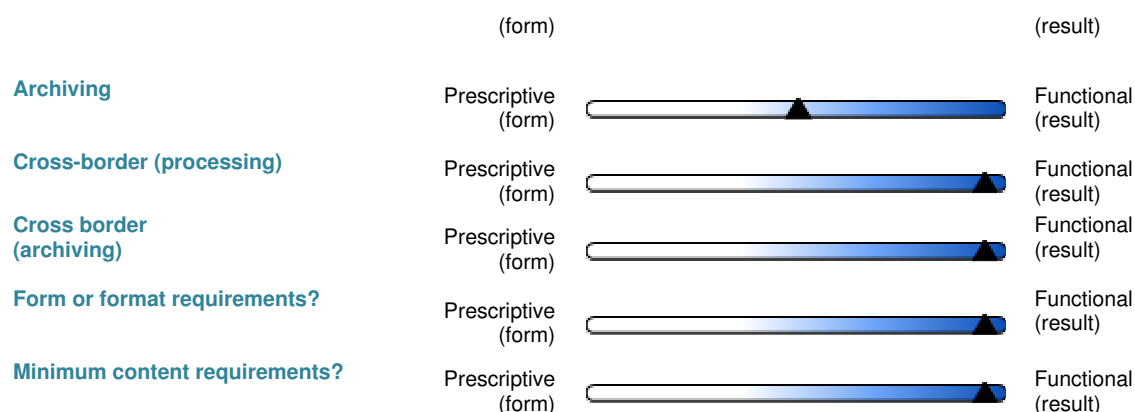 (form) (result)
Archiving Prescriptive Functional
(form) (result)
Cross-border (processing) Prescriptive Functional
(form) (result)
Cross border Prescriptive Functional
(archiving) (form) (result)
Form or format requirements? Prescriptive Functional
(form) (result)
Minimum content requirements? Prescriptive Functional
(form) (result)